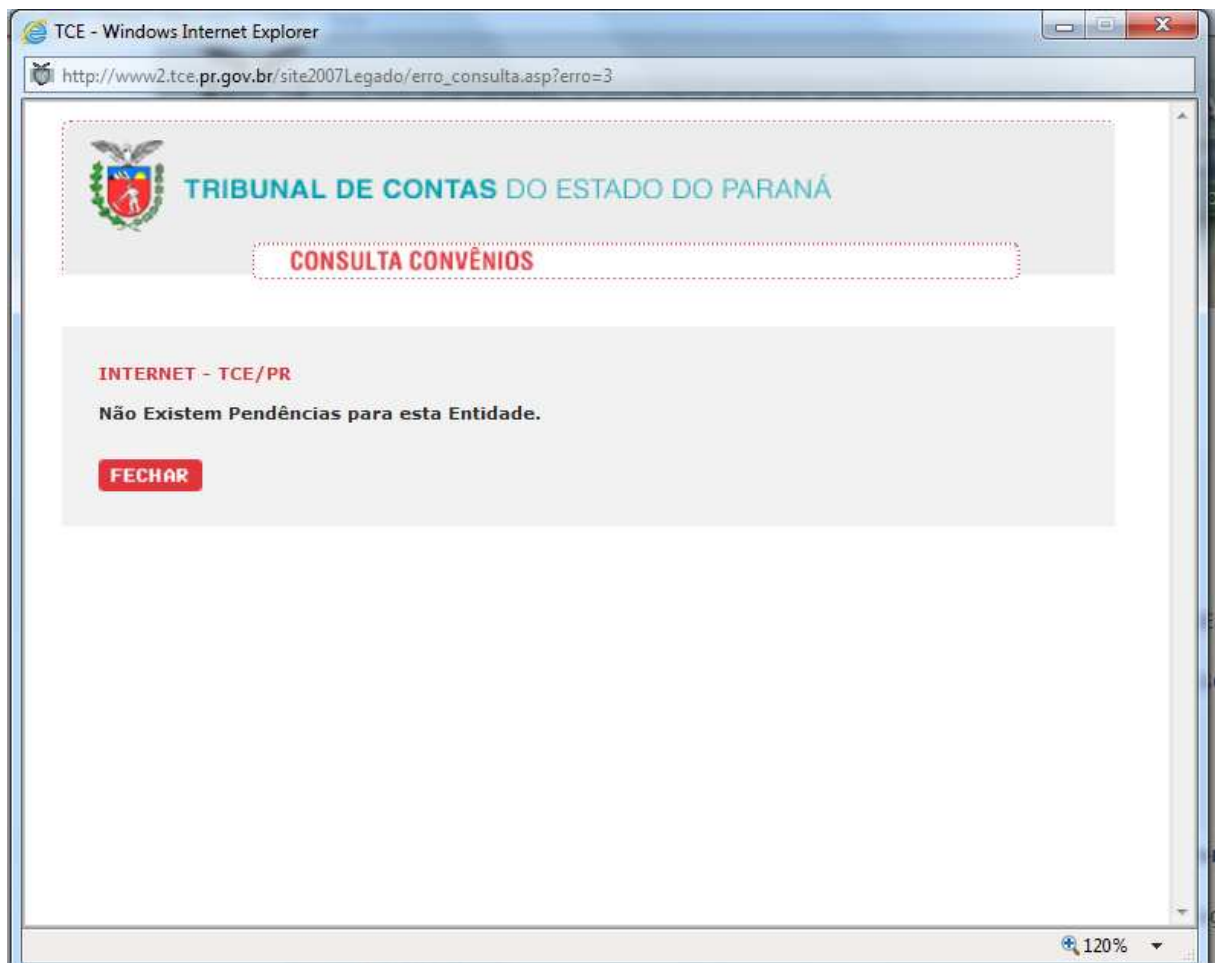 TCE - Windows Internet Explorer
http://www2.tce.pr.gov.br/site2007Legado/erro_consulta.asp?erro=3
TRIBUNAL DE CONTAS DO ESTADO DO PARANÁ
CONSULTA CONVÊNIOS
INTERNET - TCE/PR
Não Existem Pendências para esta Entidade.
FECHAR
120%